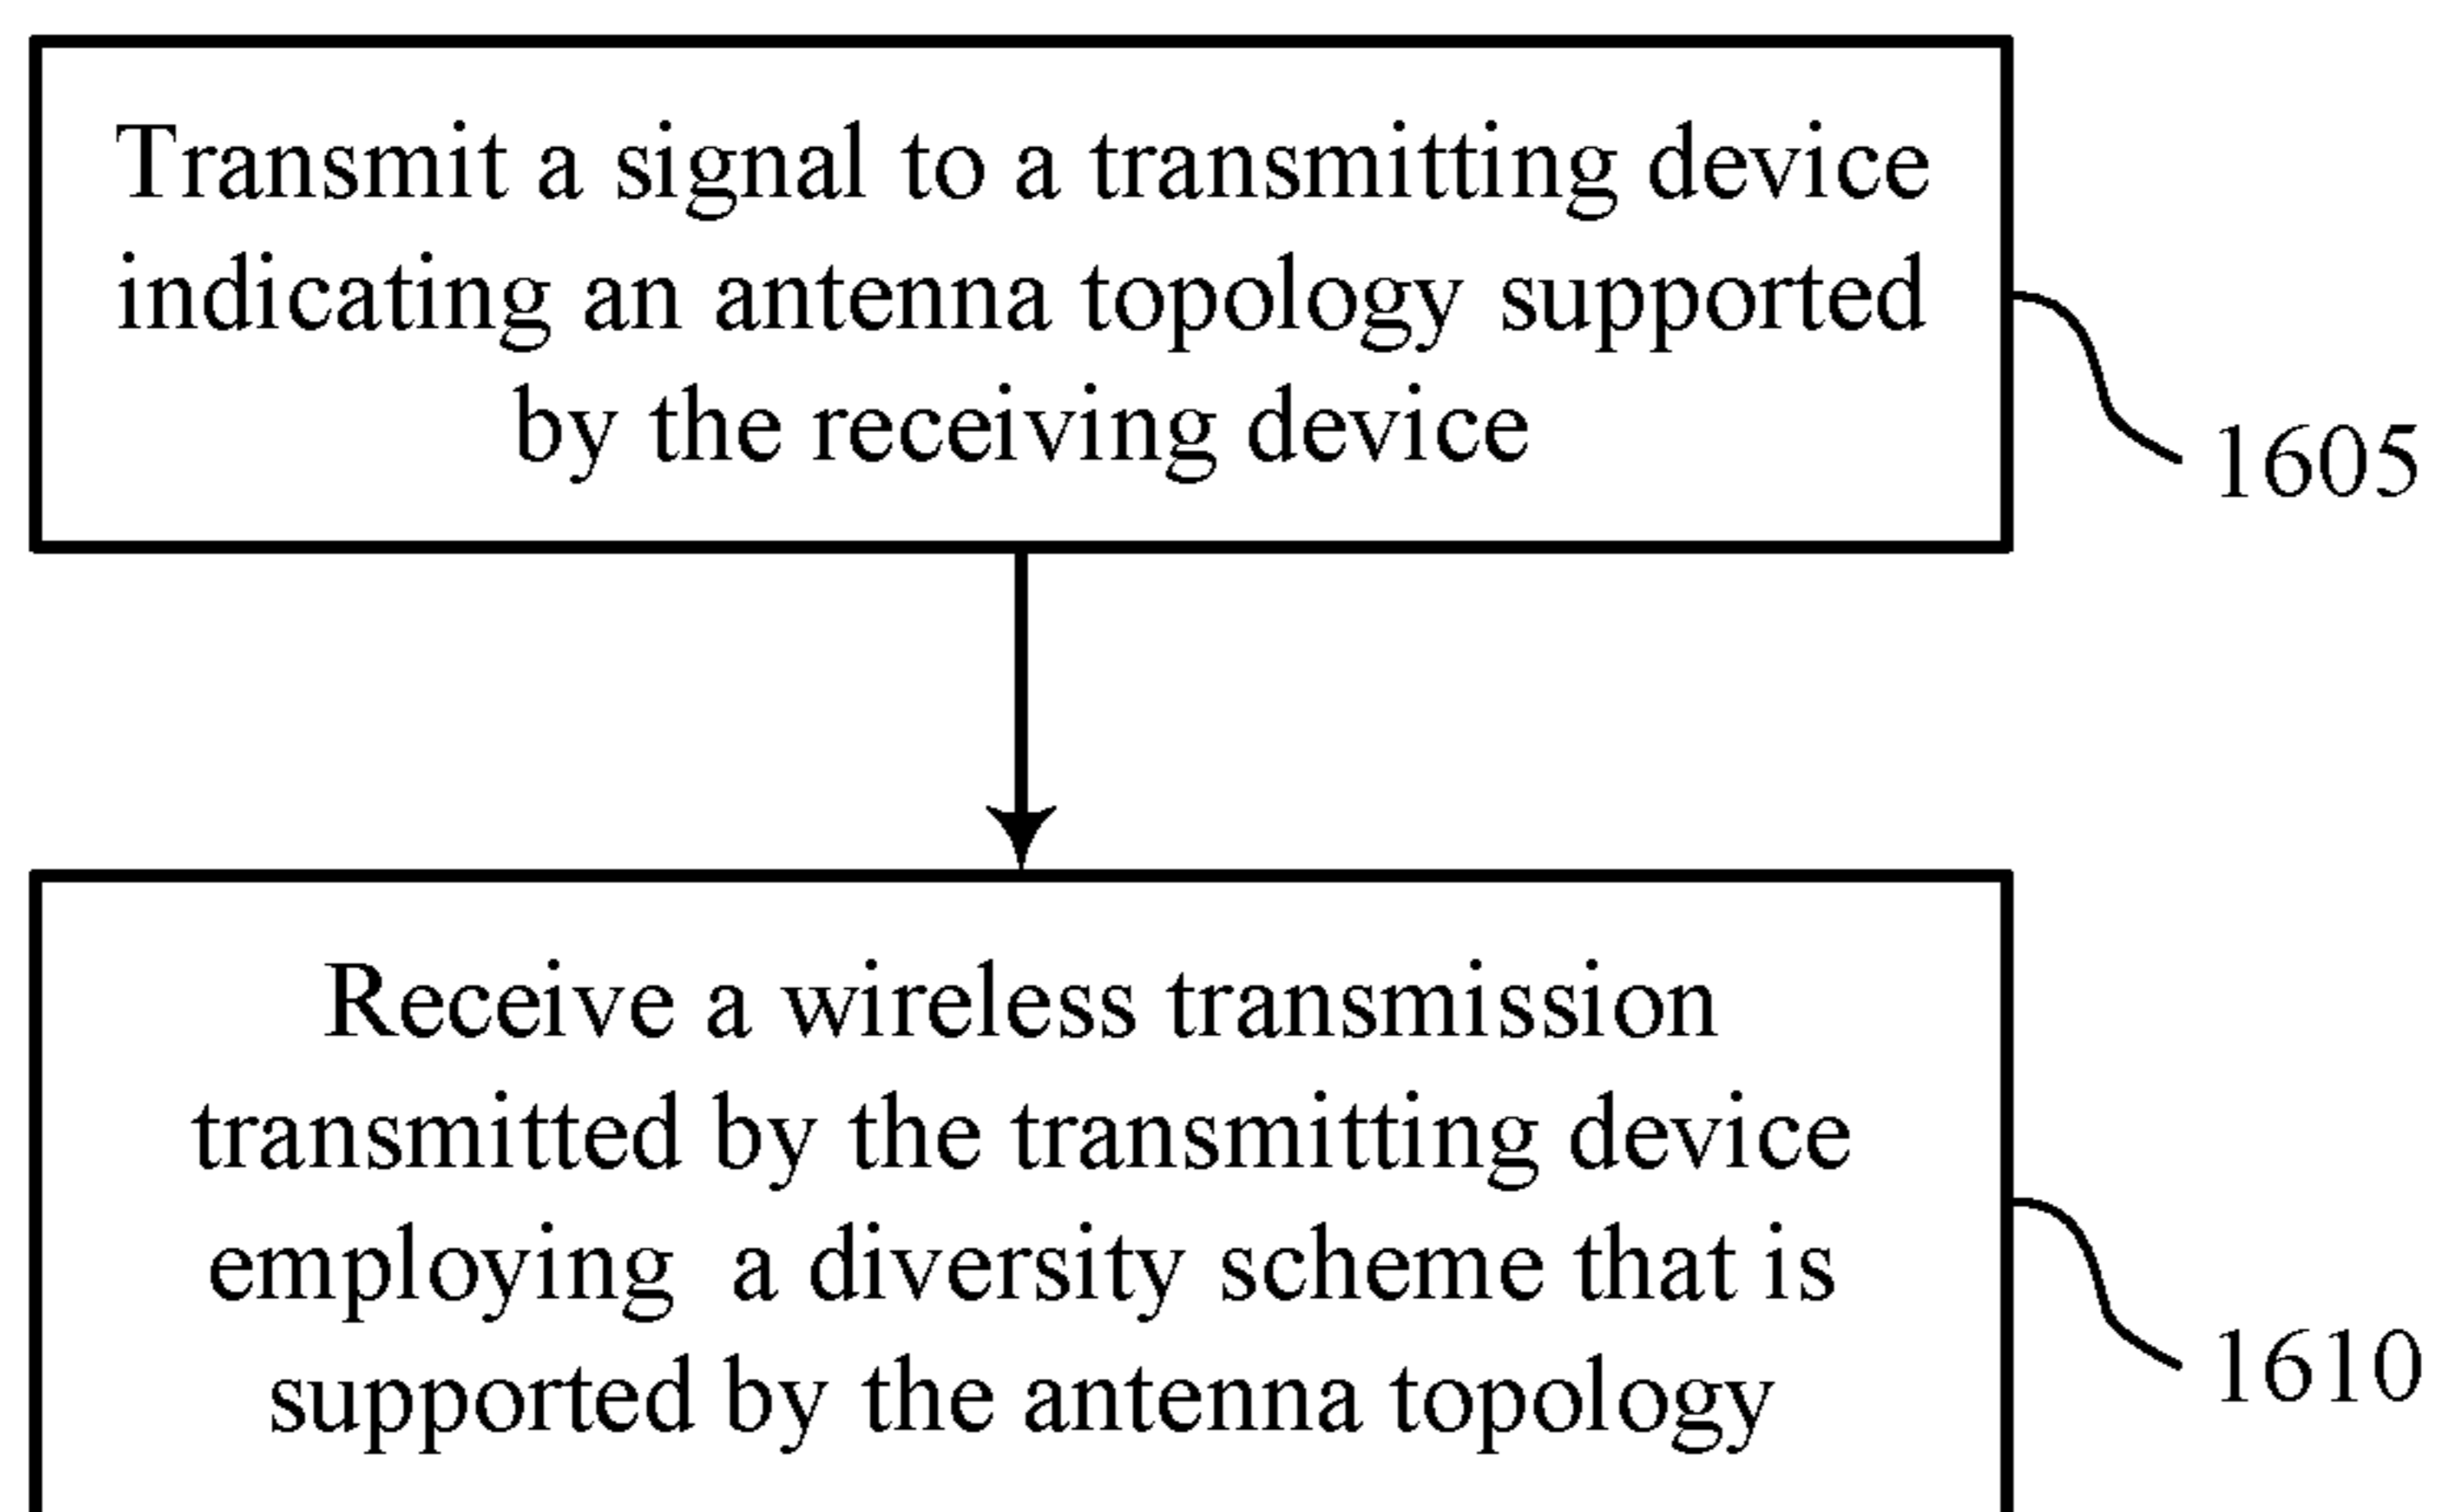 Transmit a signal to a transmitting device
indicating an antenna topology supported
by the receiving device
1605
Receive a wireless transmission
transmitted by the transmitting device
employing a diversity scheme that is
supported by the antenna topology
1610